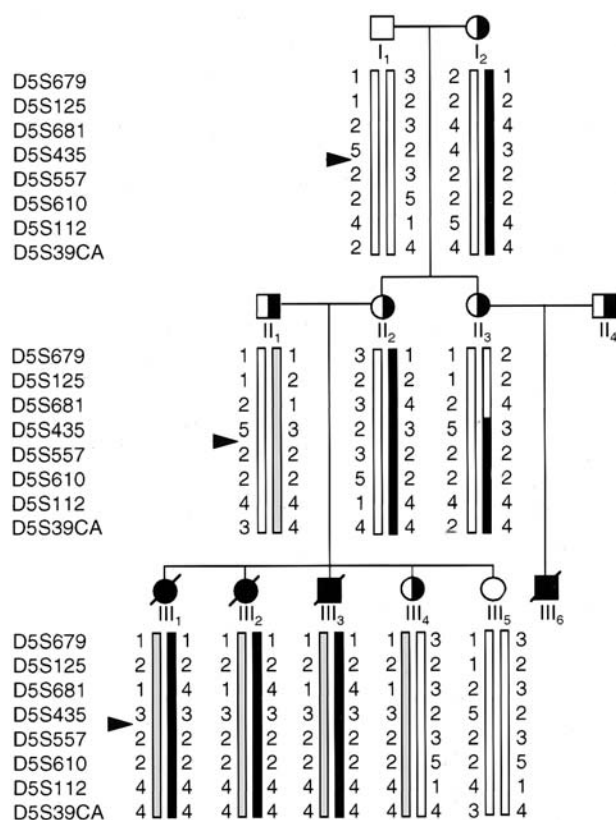 I1 I2
D5S679 1 3 2 1
D5S125 1 2 2 2
D5S681 2 3 4 4
D5S435 5 2 4 3
D5S557 2 3 2 2
D5S610 2 5 2 2
D5S112 4 1 5 4
D5S39CA 2 4 4 4
II1 II2 II3 II4
D5S679 1 1 3 1 1 2
D5S125 1 2 2 2 1 2
D5S681 2 1 3 4 2 4
D5S435 5 3 2 3 5 3
D5S557 2 2 3 2 2 2
D5S610 2 2 5 2 2 2
D5S112 4 4 1 4 4 4
D5S39CA 3 4 4 4 2 4
III1 III2 III3 III4 III5 III6
D5S679 1 1 1 1 1 1 1 3 1 3
D5S125 2 2 2 2 2 2 2 2 1 2
D5S681 1 4 1 4 1 4 1 3 2 3
D5S435 3 3 3 3 3 3 3 2 5 2
D5S557 2 2 2 2 2 2 2 3 2 3
D5S610 2 2 2 2 2 2 2 5 2 5
D5S112 4 4 4 4 4 4 4 1 4 1
D5S39CA 4 4 4 4 4 4 4 4 3 4